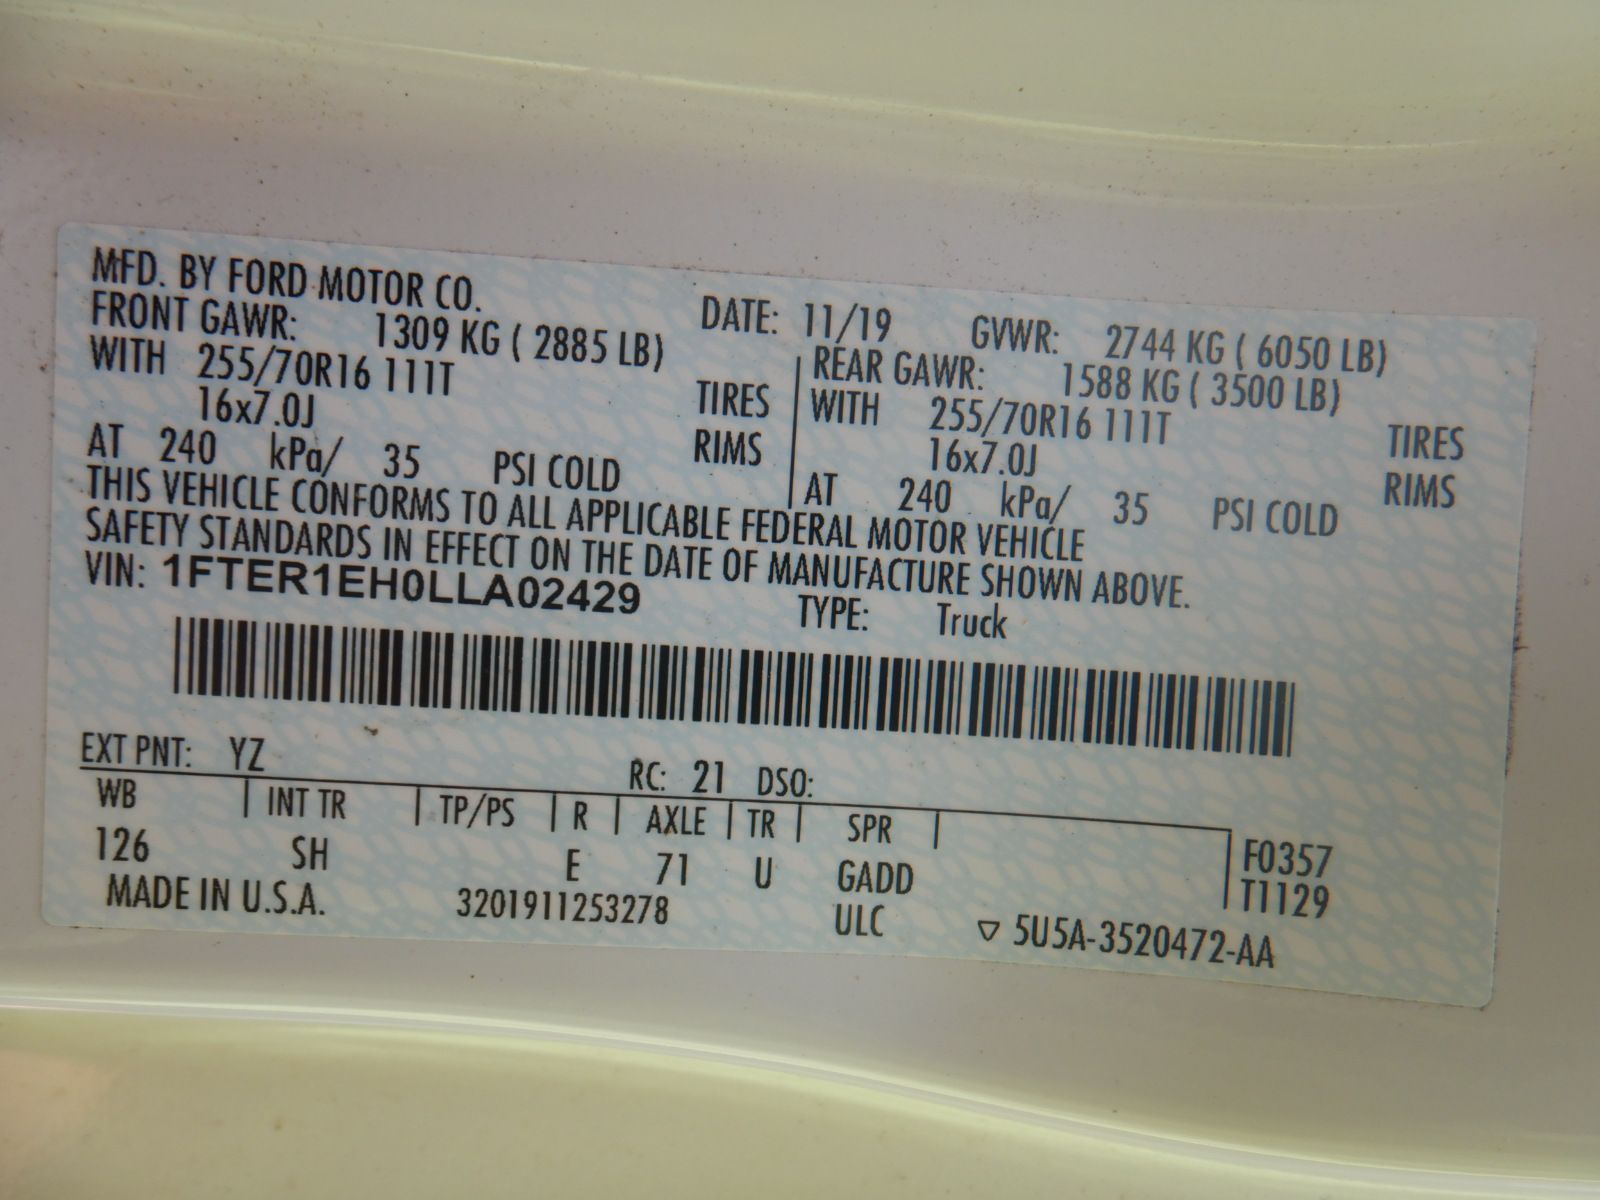 MFD. BY FORD MOTOR CO. DATE: 11/19 GVWR: 2744 KG ( 6050 LB)
FRONT GAWR: 1309 KG ( 2885 LB) REAR GAWR: 1588 KG ( 3500 LB)
WITH 255/70R16 111T TIRES WITH 255/70R16 111T TIRES
16x7.0J RIMS 16x7.0J RIMS
AT 240 kPa/ 35 PSI COLD AT 240 kPa/ 35 PSI COLD
THIS VEHICLE CONFORMS TO ALL APPLICABLE FEDERAL MOTOR VEHICLE
SAFETY STANDARDS IN EFFECT ON THE DATE OF MANUFACTURE SHOWN ABOVE.
VIN: 1FTER1EH0LLA02429 TYPE: Truck
EXT PNT: YZ RC: 21 DSO:
WB INT TR TP/PS R AXLE TR SPR F0357
126 SH E 71 U GADD T1129
MADE IN U.S.A. 3201911253278 ULC ▽ 5U5A-3520472-AA